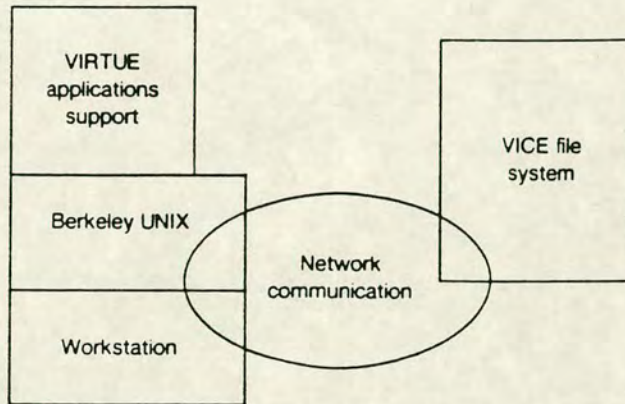 VIRTUE
applications
support
Berkeley UNIX
Workstation
Network
communication
VICE file
system